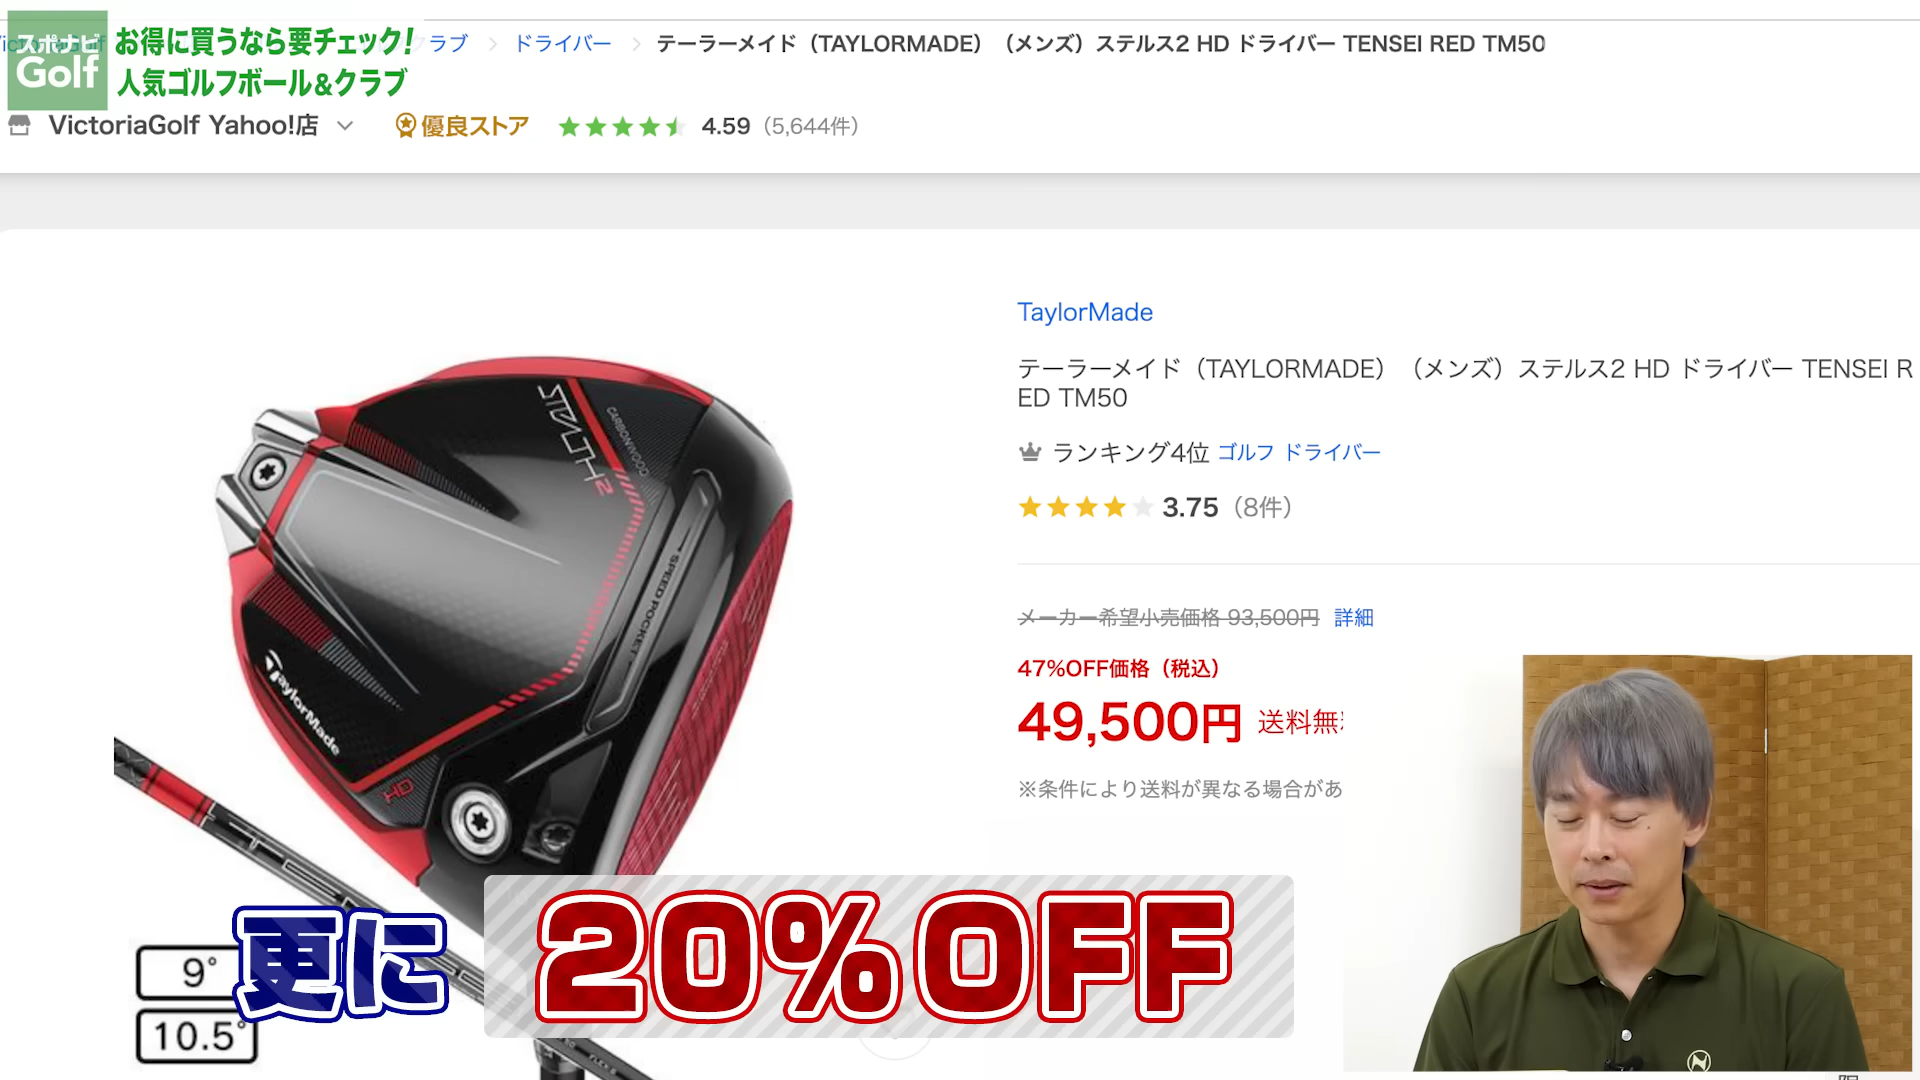 スポナビ
Golf
お得に買うなら要チェック!
人気ゴルフボール&クラブ
ラブ > ドライバー > テーラーメイド（TAYLORMADE）（メンズ）ステルス2 HD ドライバー TENSEI RED TM50
VictoriaGolf Yahoo!店
優良ストア
4.59（5,644件）
TaylorMade
テーラーメイド（TAYLORMADE）（メンズ）ステルス2 HD ドライバー TENSEI R
ED TM50
ランキング4位 ゴルフ ドライバー
3.75（8件）
メーカー希望小売価格 93,500円 詳細
47%OFF価格（税込）
49,500円 送料無
※条件により送料が異なる場合があ
STEALTH2
CARBONWOOD
SPEED POCKET
TaylorMade
HD
更に 20%OFF
9°
10.5°